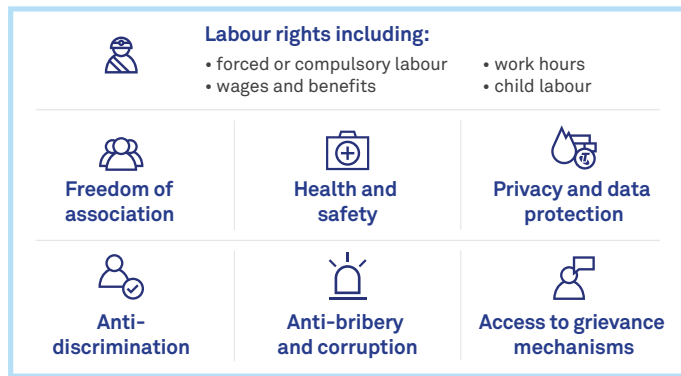 Labour rights including:
• forced or compulsory labour
• wages and benefits
• work hours
• child labour
Freedom of
association
Health and
safety
Privacy and data
protection
Anti-
discrimination
Anti-bribery
and corruption
Access to grievance
mechanisms